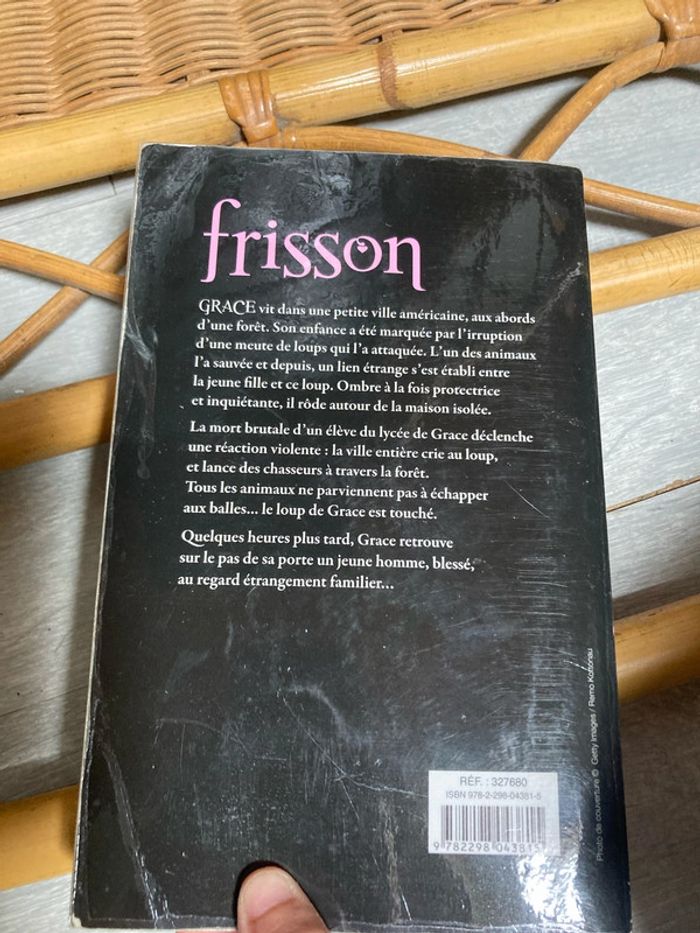 frisson
GRACE vit dans une petite ville américaine, aux abords
d'une forêt. Son enfance a été marquée par l'irruption
d'une meute de loups qui l'a attaquée. L'un des animaux
l'a sauvée et depuis, un lien étrange s'est établi entre
la jeune fille et ce loup. Ombre à la fois protectrice
et inquiétante, il rôde autour de la maison isolée.
La mort brutale d'un élève du lycée de Grace déclenche
une réaction violente : la ville entière crie au loup,
et lance des chasseurs à travers la forêt.
Tous les animaux ne parviennent pas à échapper
aux balles... le loup de Grace est touché.
Quelques heures plus tard, Grace retrouve
sur le pas de sa porte un jeune homme, blessé,
au regard étrangement familier...
RÉF. : 327680
ISBN 978-2-298-04381-5
9 782298 043815
Photo de couverture © Getty Images / Remo Kottonau